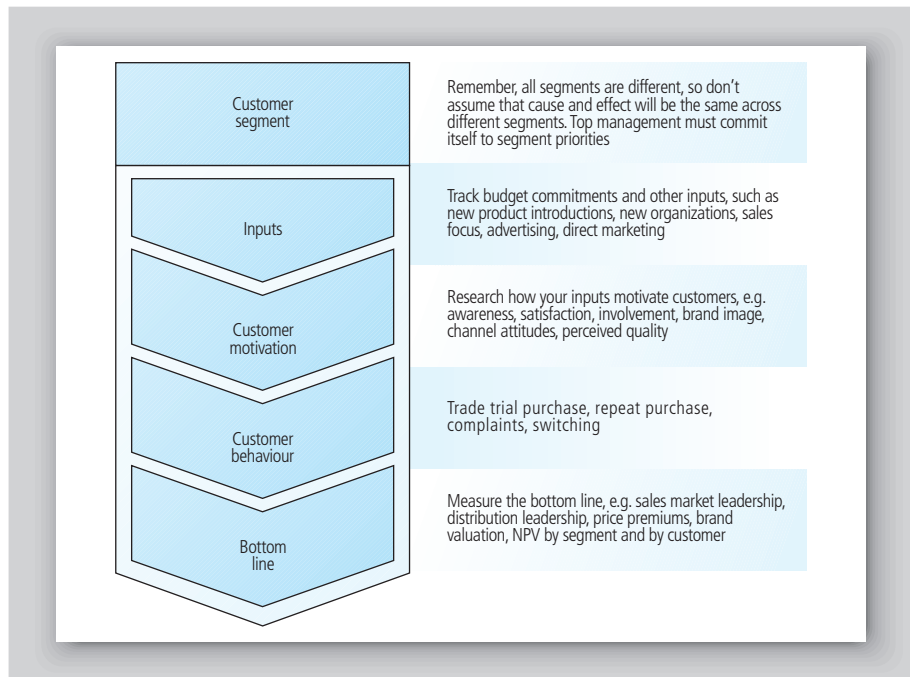 Customer
segment
Remember, all segments are different, so don't
assume that cause and effect will be the same across
different segments. Top management must commit
itself to segment priorities
Inputs
Track budget commitments and other inputs, such as
new product introductions, new organizations, sales
focus, advertising, direct marketing
Customer
motivation
Research how your inputs motivate customers, e.g.
awareness, satisfaction, involvement, brand image,
channel attitudes, perceived quality
Customer
behaviour
Trade trial purchase, repeat purchase,
complaints, switching
Bottom
line
Measure the bottom line, e.g. sales market leadership,
distribution leadership, price premiums, brand
valuation, NPV by segment and by customer